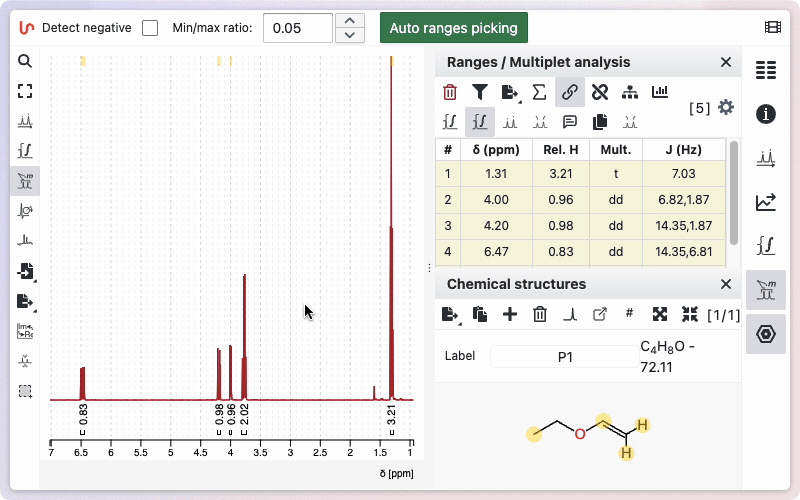 Detect negative Min/max ratio: 0.05 Auto ranges picking
Ranges / Multiplet analysis
[5]
# δ (ppm) Rel. H Mult. J (Hz)
1 1.31 3.21 t 7.03
2 4.00 0.96 dd 6.82,1.87
3 4.20 0.98 dd 14.35,1.87
4 6.47 0.83 dd 14.35,6.81
Chemical structures
# [1/1]
Label P1 C₄H₈O - 72.11
O H
H
0.83 0.98 0.96 2.02 3.21
7 6.5 6 5.5 5 4.5 4 3.5 3 2.5 2 1.5 1
δ [ppm]